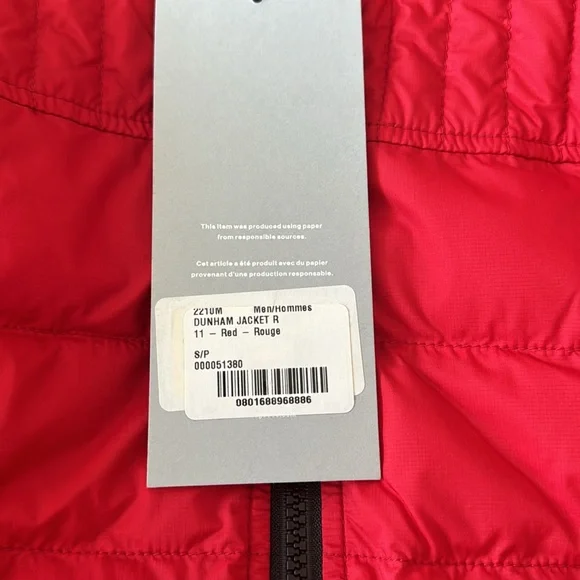 This item was produced using paper
from responsible sources.
Cet article a été produit avec du papier
provenant d'une production responsable.
2210M Men/Hommes
DUNHAM JACKET R
11 – Red – Rouge
S/P
000051380
0801688968886